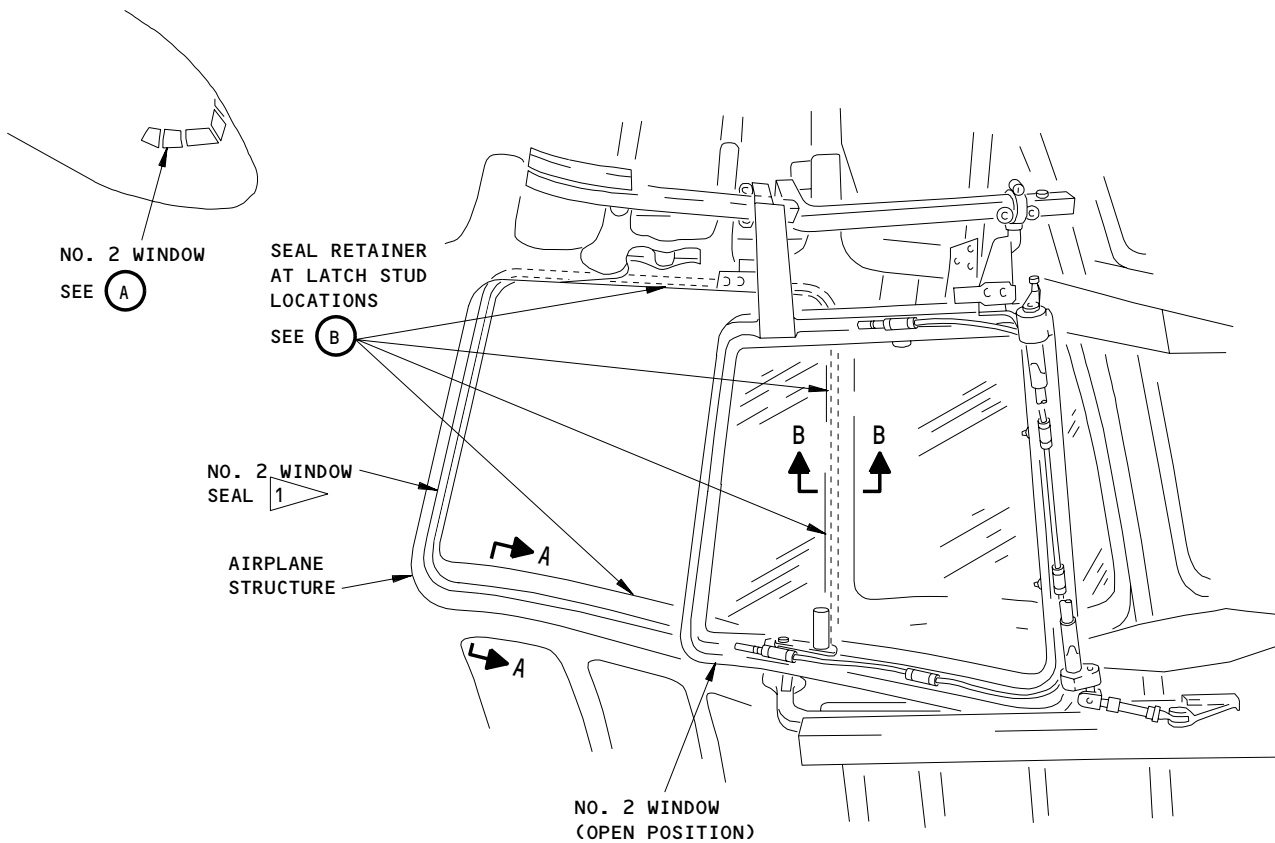 NO. 2 WINDOW
SEE A
SEAL RETAINER
AT LATCH STUD
LOCATIONS
SEE B
B B
NO. 2 WINDOW
SEAL 1
A
AIRPLANE
STRUCTURE
A
NO. 2 WINDOW
(OPEN POSITION)